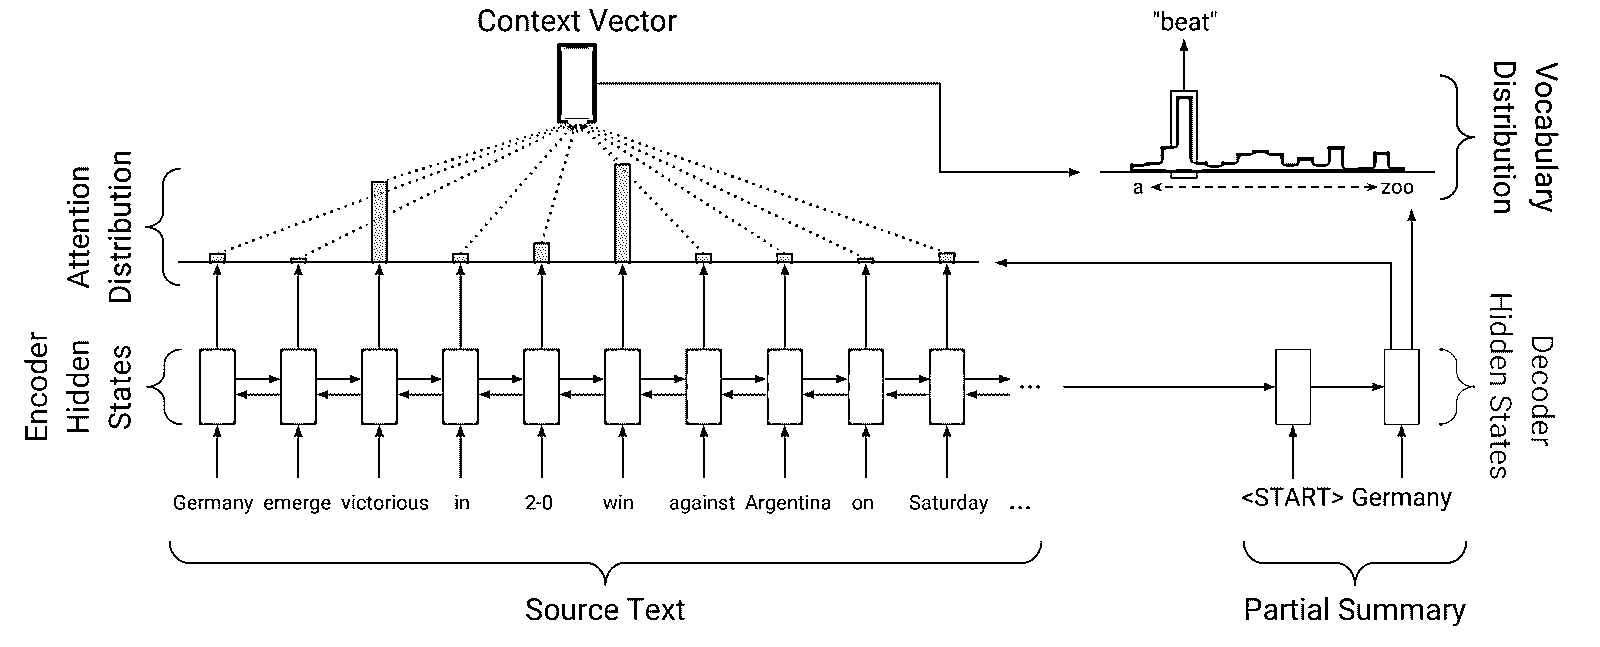 Context Vector
"beat"
a
zoo
Vocabulary
Distribution
Attention
Distribution
Encoder
Hidden
States
...
Decoder
Hidden States
Germany emerge victorious in 2-0 win against Argentina on Saturday ...
<START> Germany
Source Text
Partial Summary